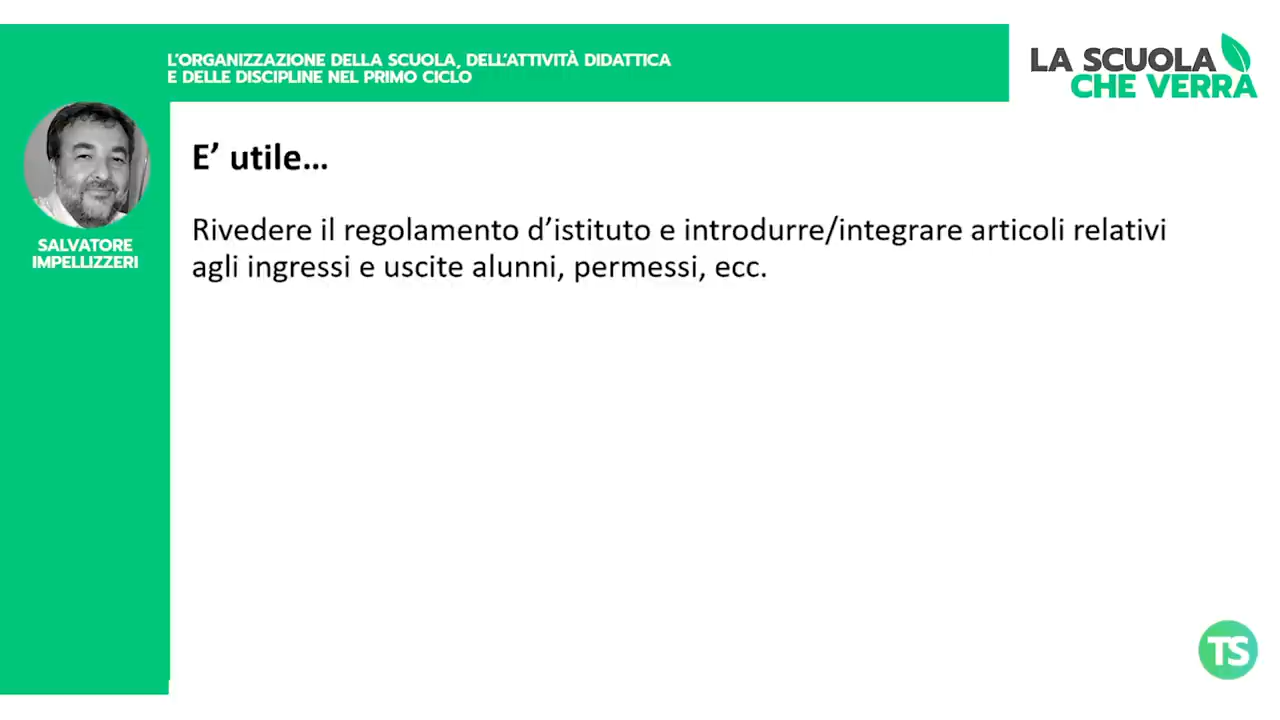 L'ORGANIZZAZIONE DELLA SCUOLA, DELL'ATTIVITÀ DIDATTICA
E DELLE DISCIPLINE NEL PRIMO CICLO
LA SCUOLA
CHE VERRÀ
SALVATORE
IMPELLIZZERI
E’ utile…
Rivedere il regolamento d’istituto e introdurre/integrare articoli relativi
agli ingressi e uscite alunni, permessi, ecc.
TS